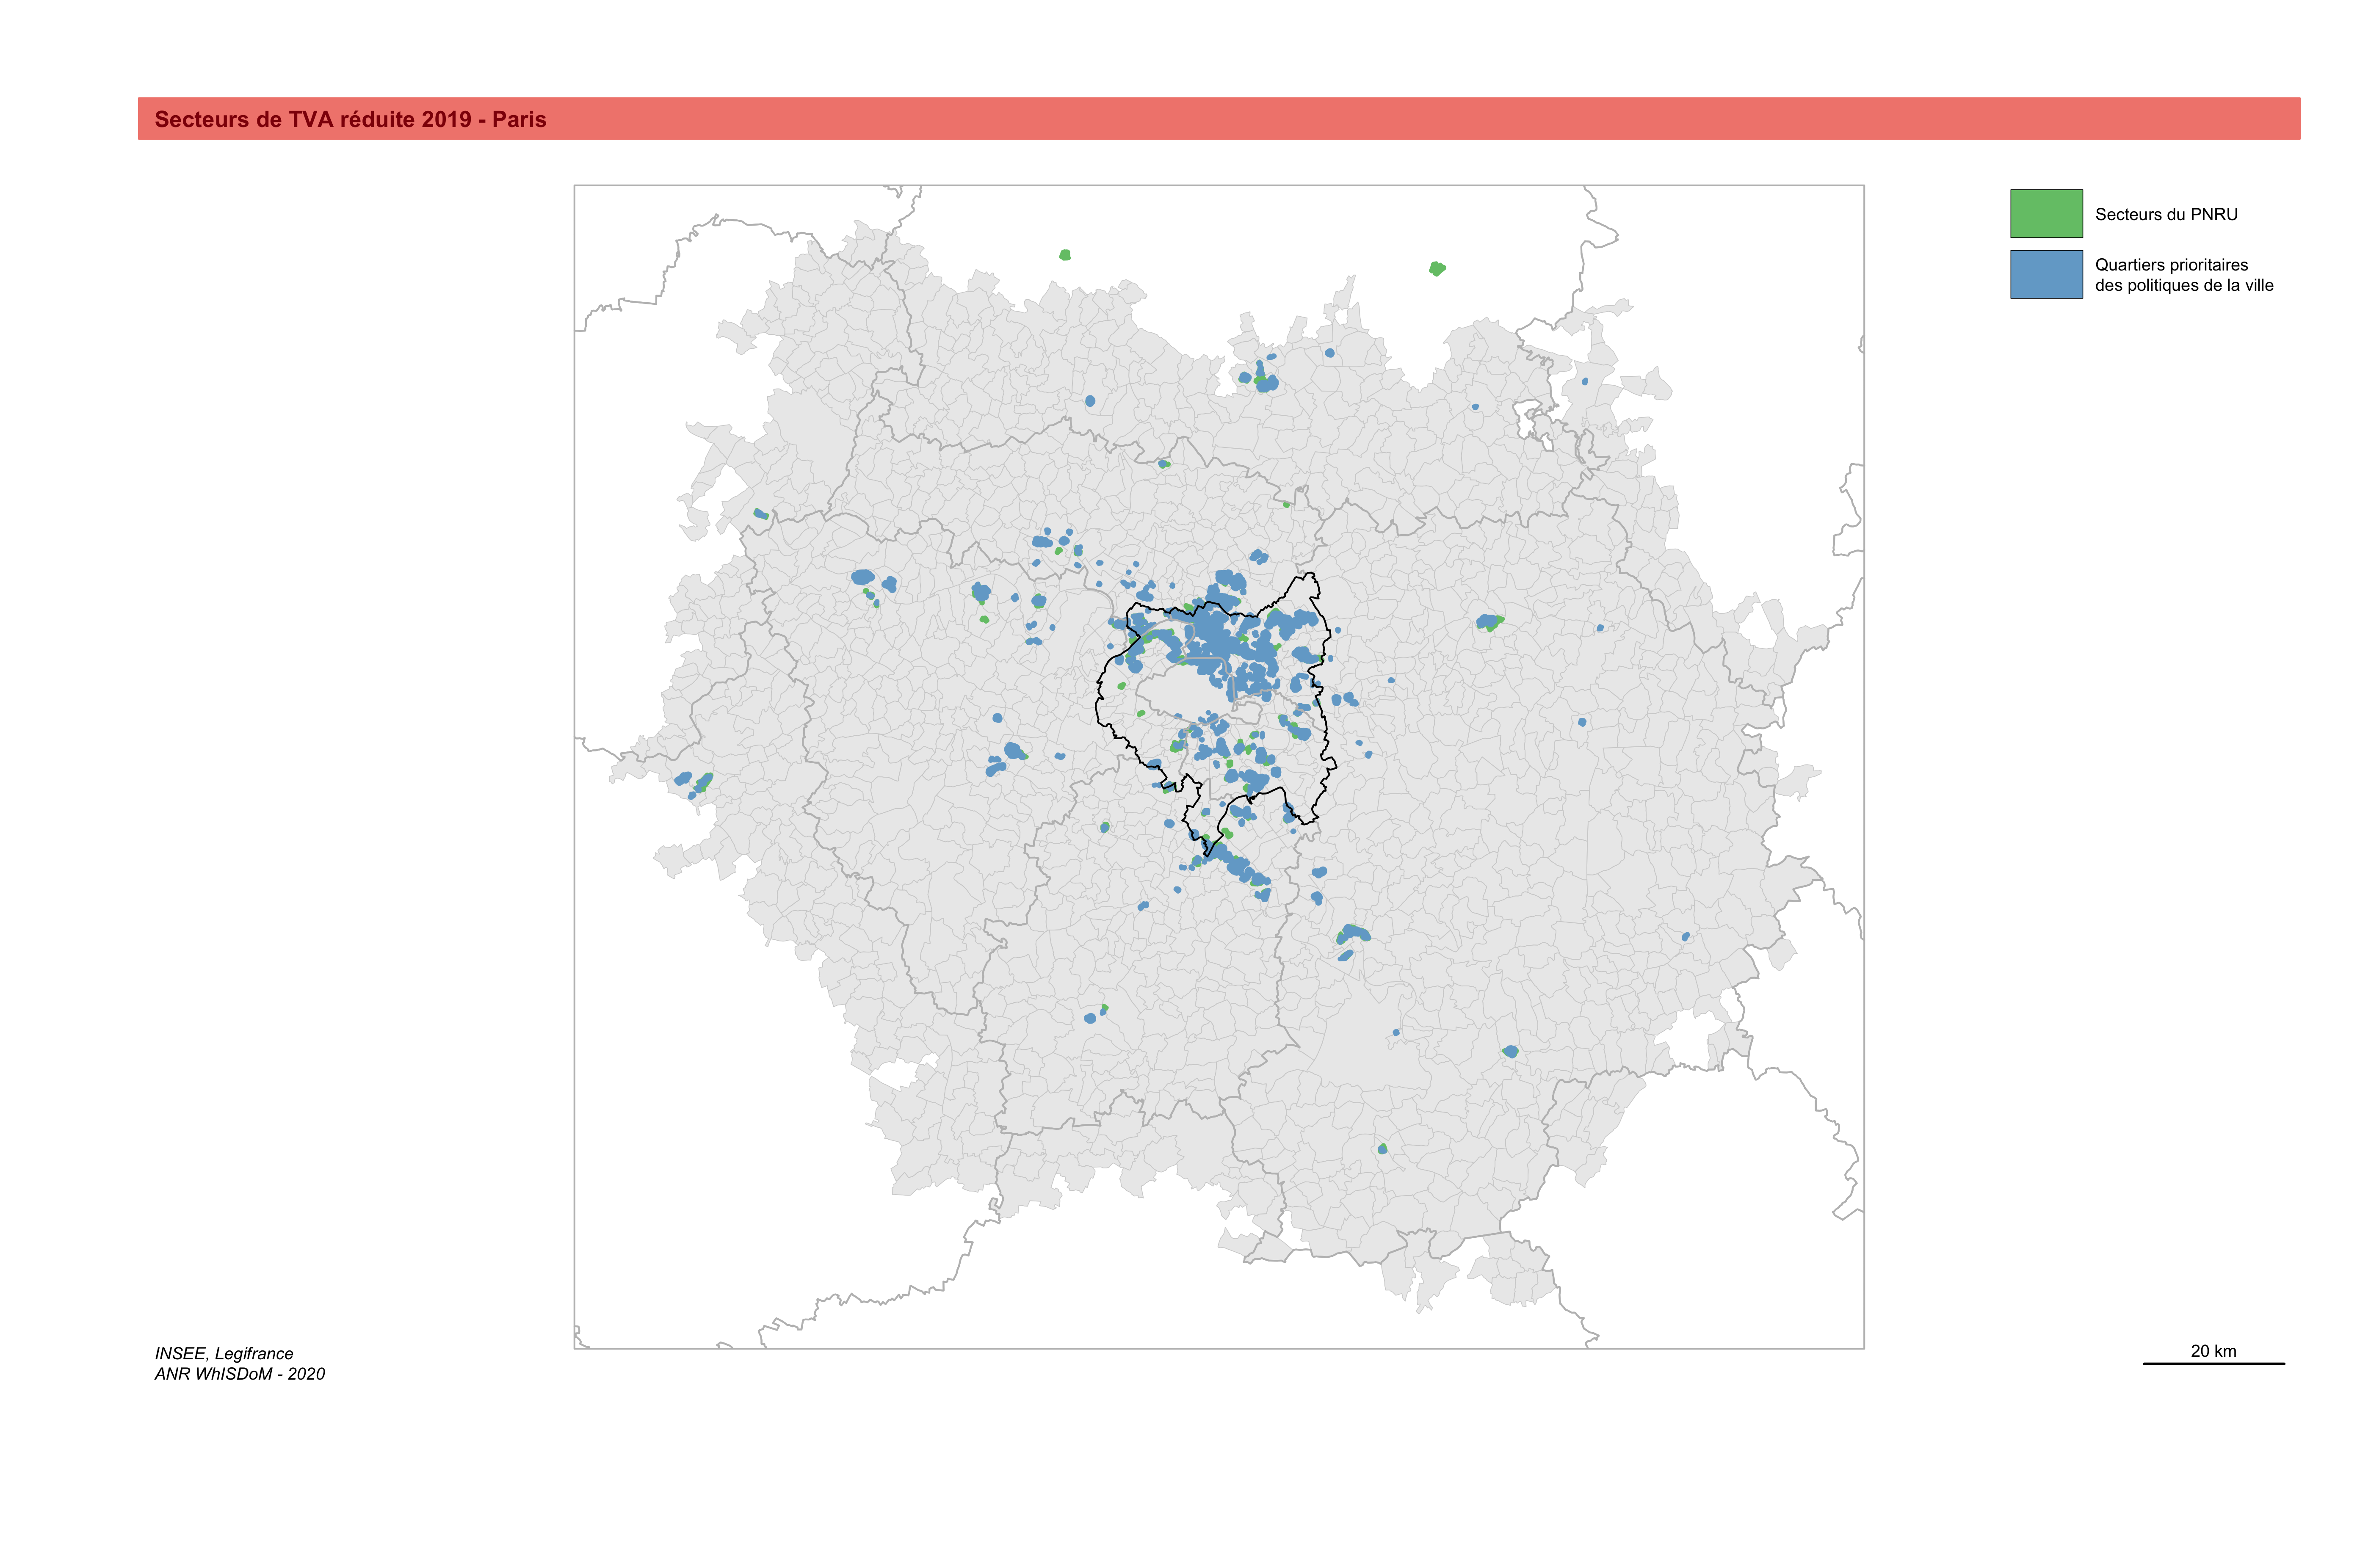 Secteurs de TVA réduite 2019 - Paris
Secteurs du PNRU
Quartiers prioritaires
des politiques de la ville
INSEE, Legifrance
ANR WhISDoM - 2020
20 km